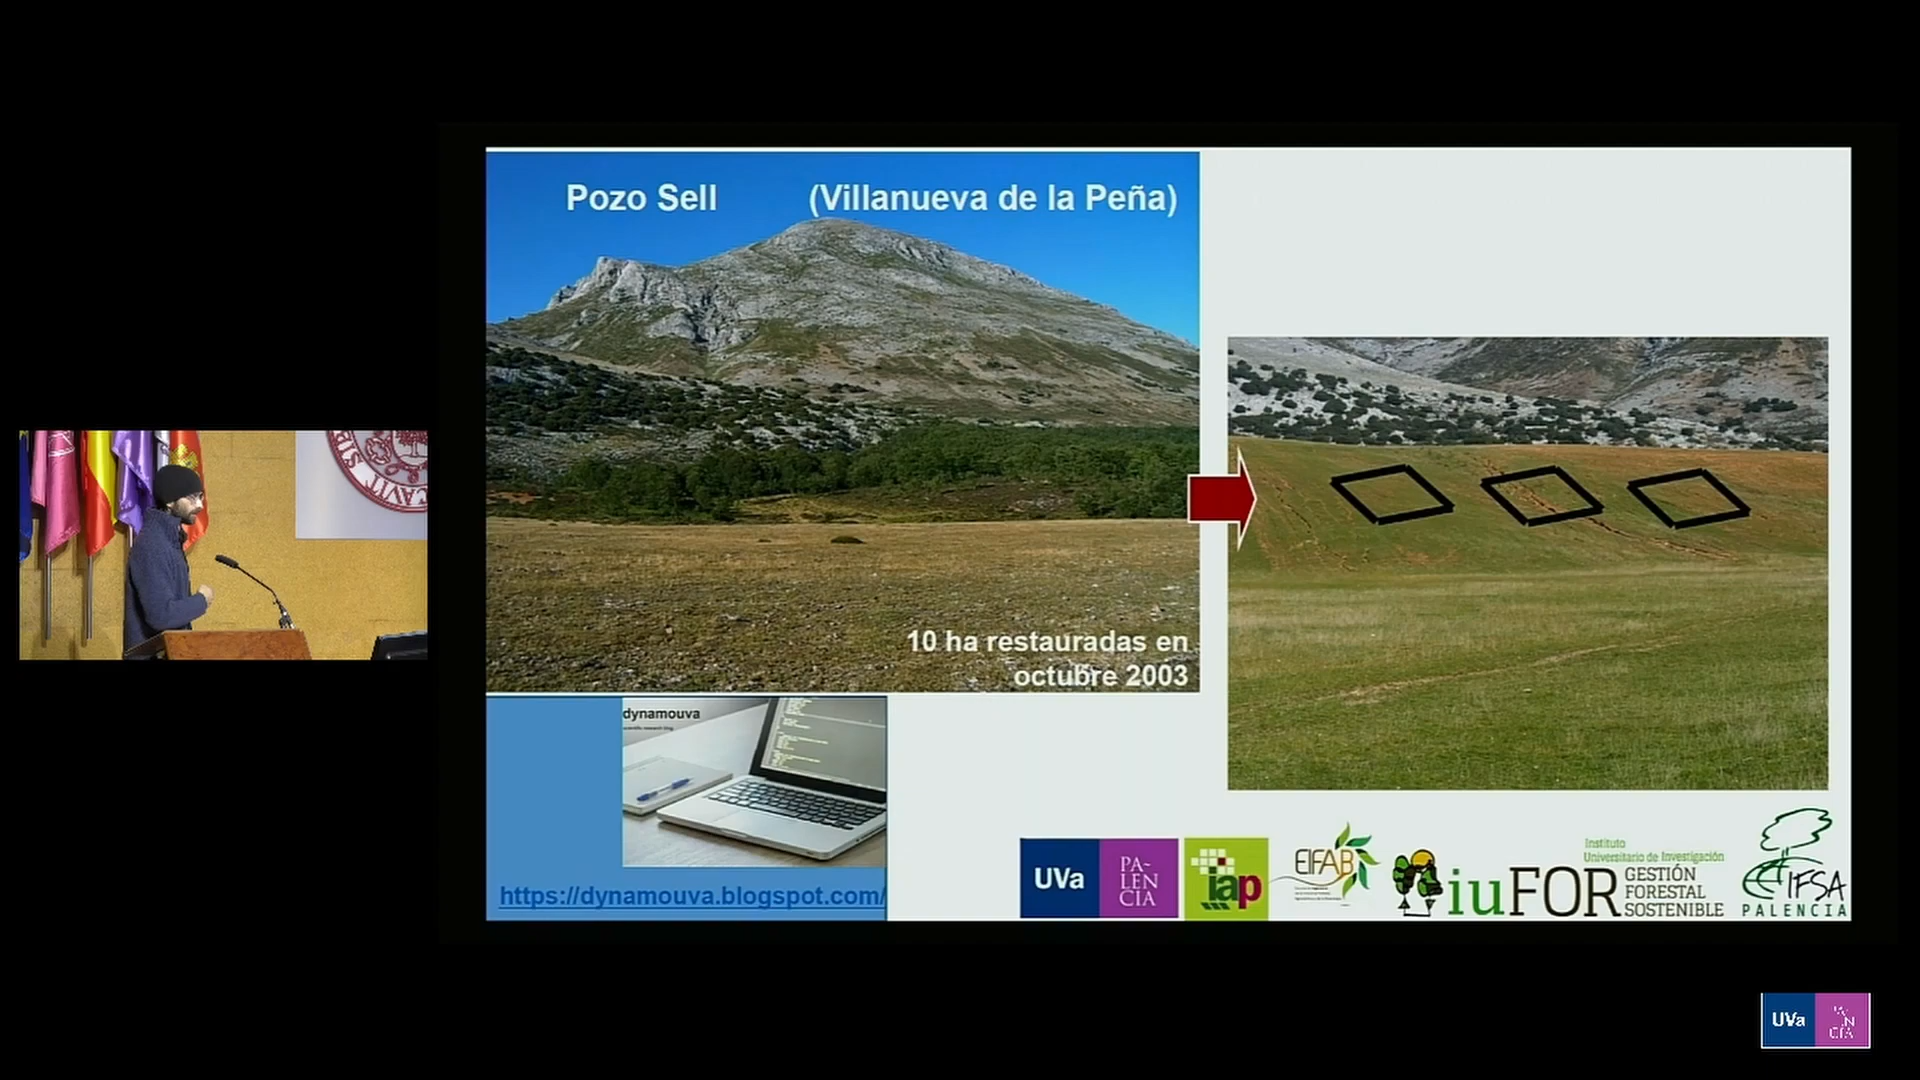 Pozo Sell (Villanueva de la Peña)
10 ha restauradas en
octubre 2003
dynamouva
https://dynamouva.blogspot.com/
UVa
PA-
LEN
CIA
iap
EIFAB
iuFOR
Instituto
Universitario de Investigación
GESTIÓN
FORESTAL
SOSTENIBLE
IFSA
PALENCIA
CAVIT
UVa